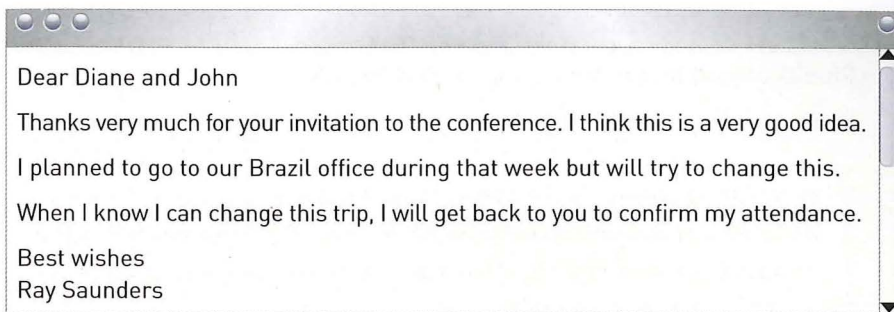 Dear Diane and John
Thanks very much for your invitation to the conference. I think this is a very good idea.
I planned to go to our Brazil office during that week but will try to change this.
When I know I can change this trip, I will get back to you to confirm my attendance.
Best wishes
Ray Saunders